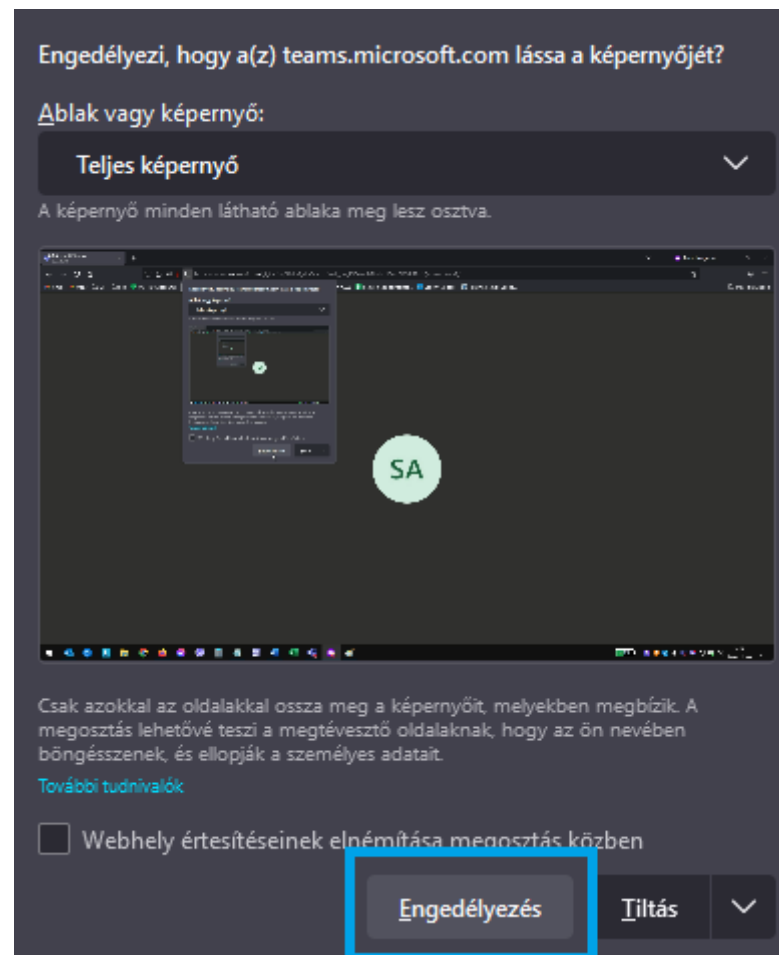 Engedélyezi, hogy a(z) teams.microsoft.com lássa a képernyőjét?
Ablak vagy képernyő:
Teljes képernyő
A képernyő minden látható ablaka meg lesz osztva.
SA
Csak azokkal az oldalakkal ossza meg a képernyőit, melyekben megbízik. A
megosztás lehetővé teszi a megtévesztő oldalaknak, hogy az ön nevében
böngésszenek, és ellopják a személyes adatait.
További tudnivalók
Webhely értesítéseinek elnémítása megosztás közben
Engedélyezés
Tiltás